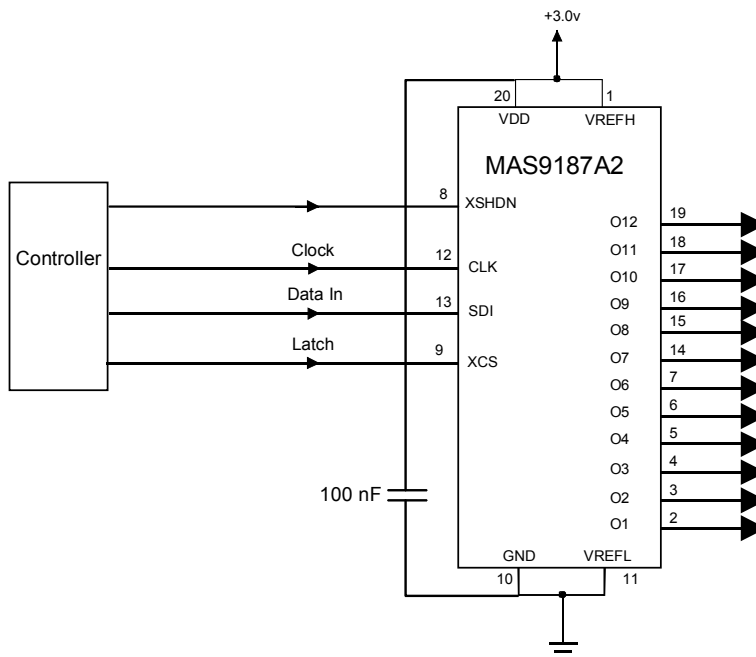 +3.0v
20 1
VDD VREFH
MAS9187A2
8 XSHDN
Controller
Clock 12 CLK
Data In 13 SDI
Latch 9 XCS
O12 19
O11 18
O10 17
O9 16
O8 15
O7 14
O6 7
O5 6
O4 5
O3 4
O2 3
O1 2
100 nF
GND VREFL
10 11